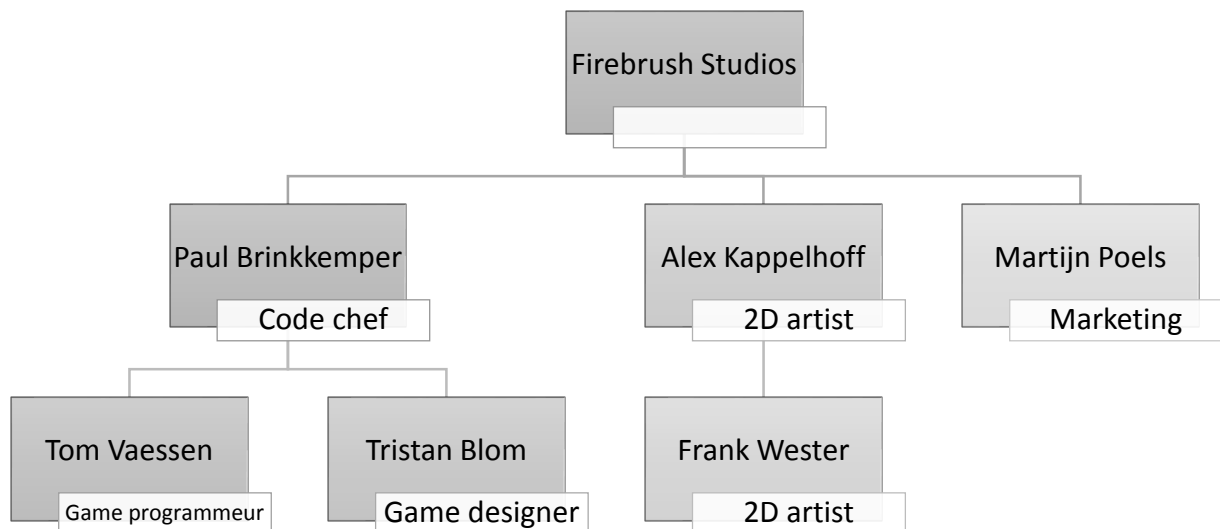 Firebrush Studios
Paul Brinkkemper
Code chef
Alex Kappelhoff
2D artist
Martijn Poels
Marketing
Tom Vaessen
Game programmeur
Tristan Blom
Game designer
Frank Wester
2D artist